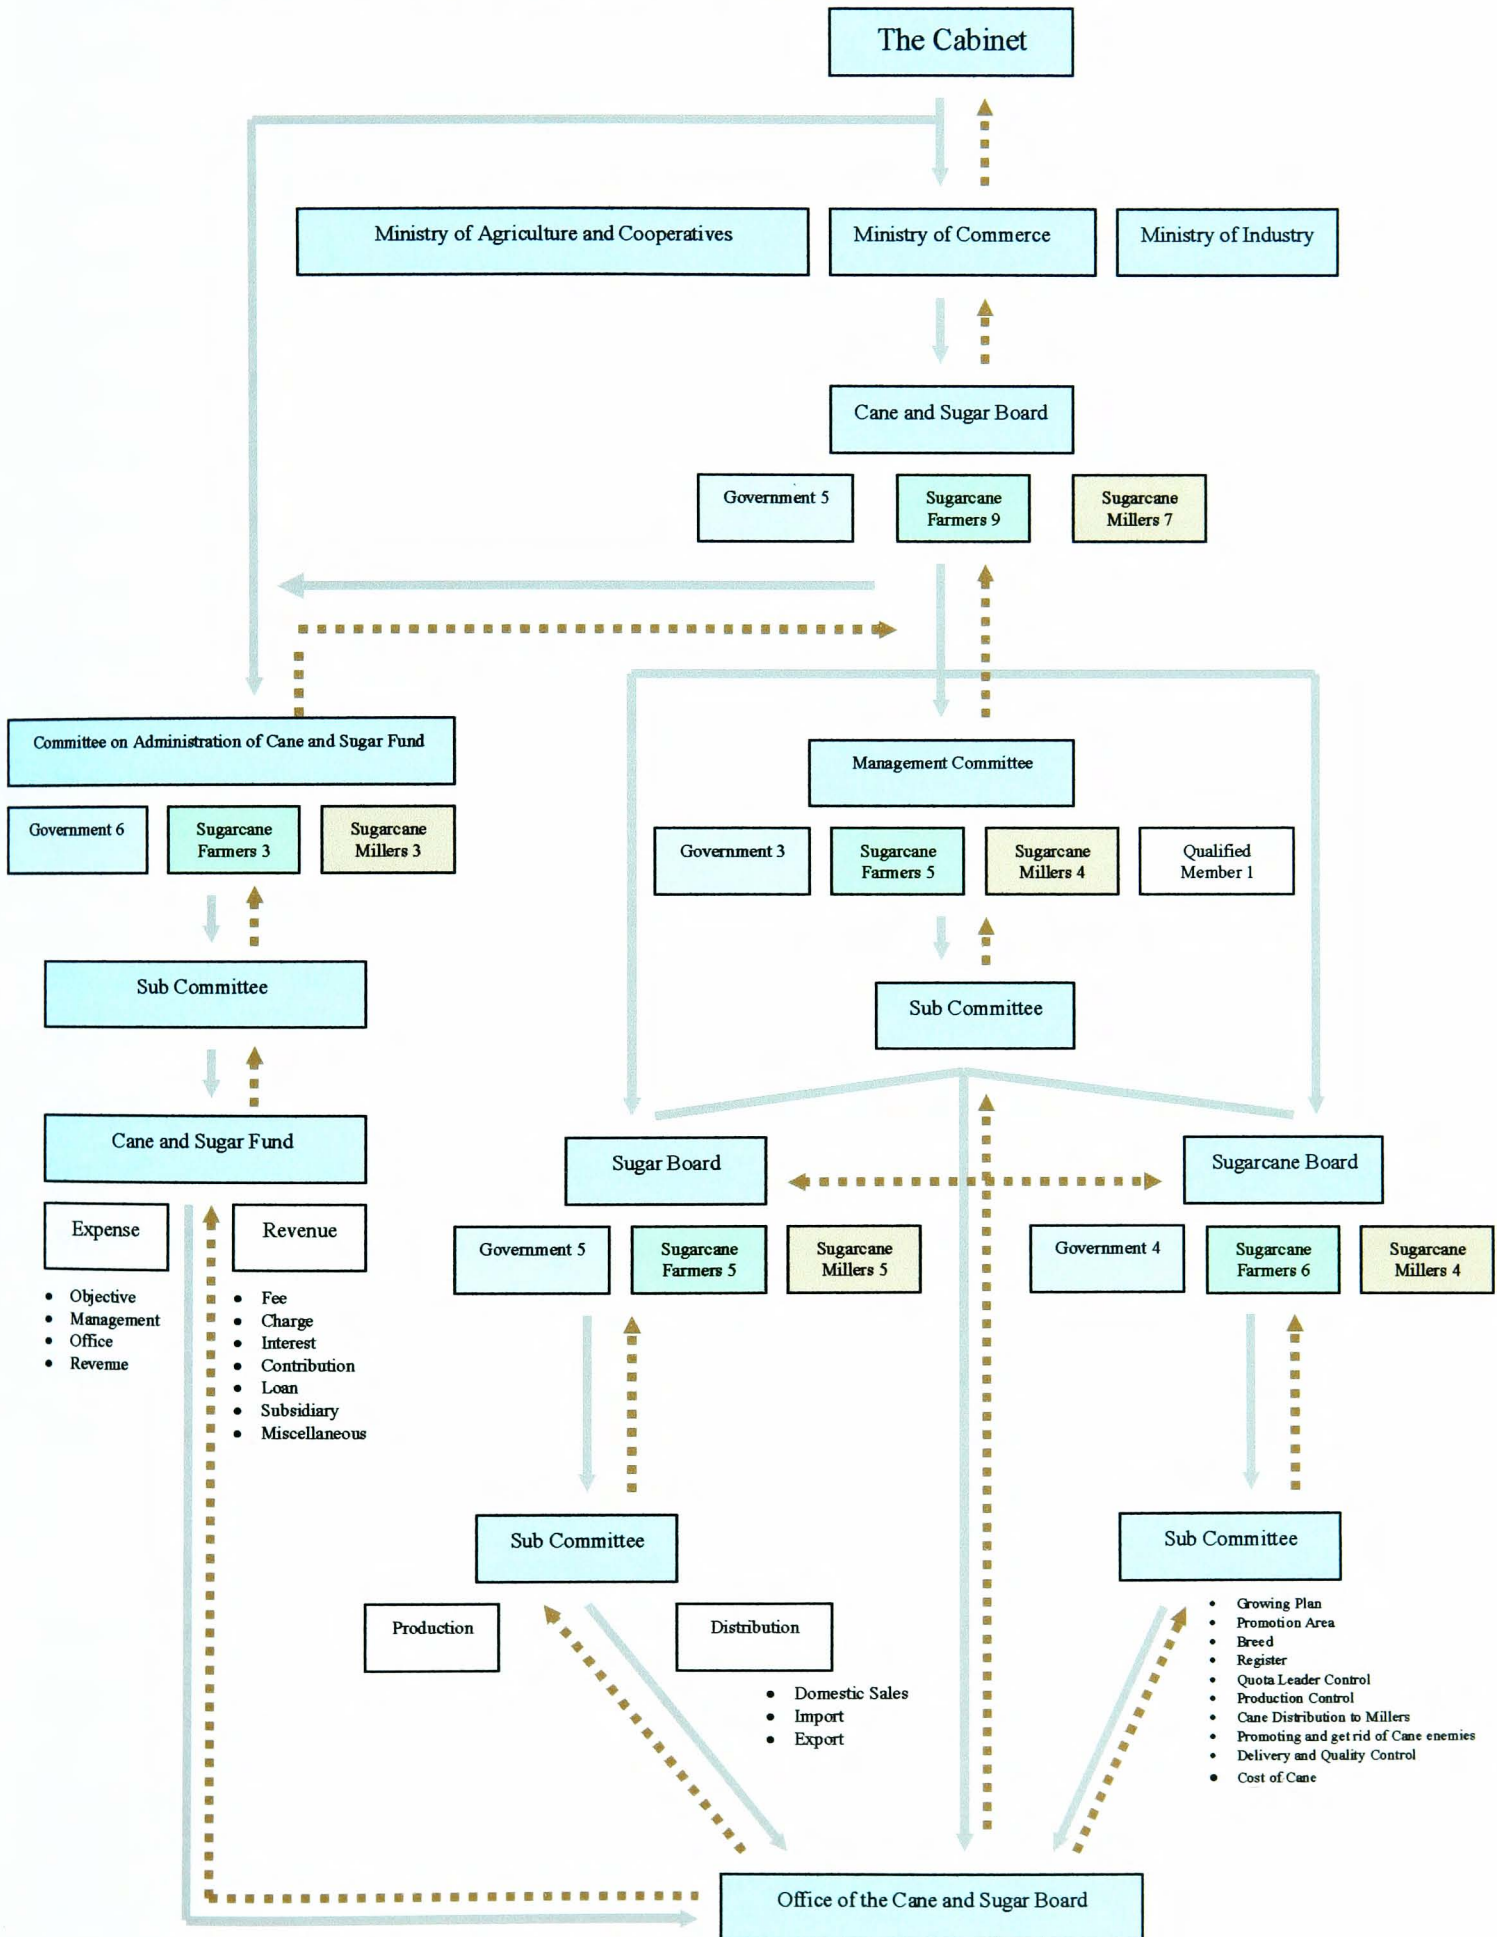 The Cabinet
Ministry of Agriculture and Cooperatives
Ministry of Commerce
Ministry of Industry
Cane and Sugar Board
Government 5
Sugarcane
Farmers 9
Sugarcane
Millers 7
Committee on Administration of Cane and Sugar Fund
Government 6
Sugarcane
Farmers 3
Sugarcane
Millers 3
Management Committee
Government 3
Sugarcane
Farmers 5
Sugarcane
Millers 4
Qualified
Member 1
Sub Committee
Sub Committee
Cane and Sugar Fund
Expense
• Objective
• Management
• Office
• Revenue
Revenue
• Fee
• Charge
• Interest
• Contribution
• Loan
• Subsidiary
• Miscellaneous
Sugar Board
Government 5
Sugarcane
Farmers 5
Sugarcane
Millers 5
Sugarcane Board
Government 4
Sugarcane
Farmers 6
Sugarcane
Millers 4
Sub Committee
Production
Distribution
• Domestic Sales
• Import
• Export
Sub Committee
• Growing Plan
• Promotion Area
• Breed
• Register
• Quota Leader Control
• Production Control
• Cane Distribution to Millers
• Promoting and get rid of Cane enemies
• Delivery and Quality Control
• Cost of Cane
Office of the Cane and Sugar Board